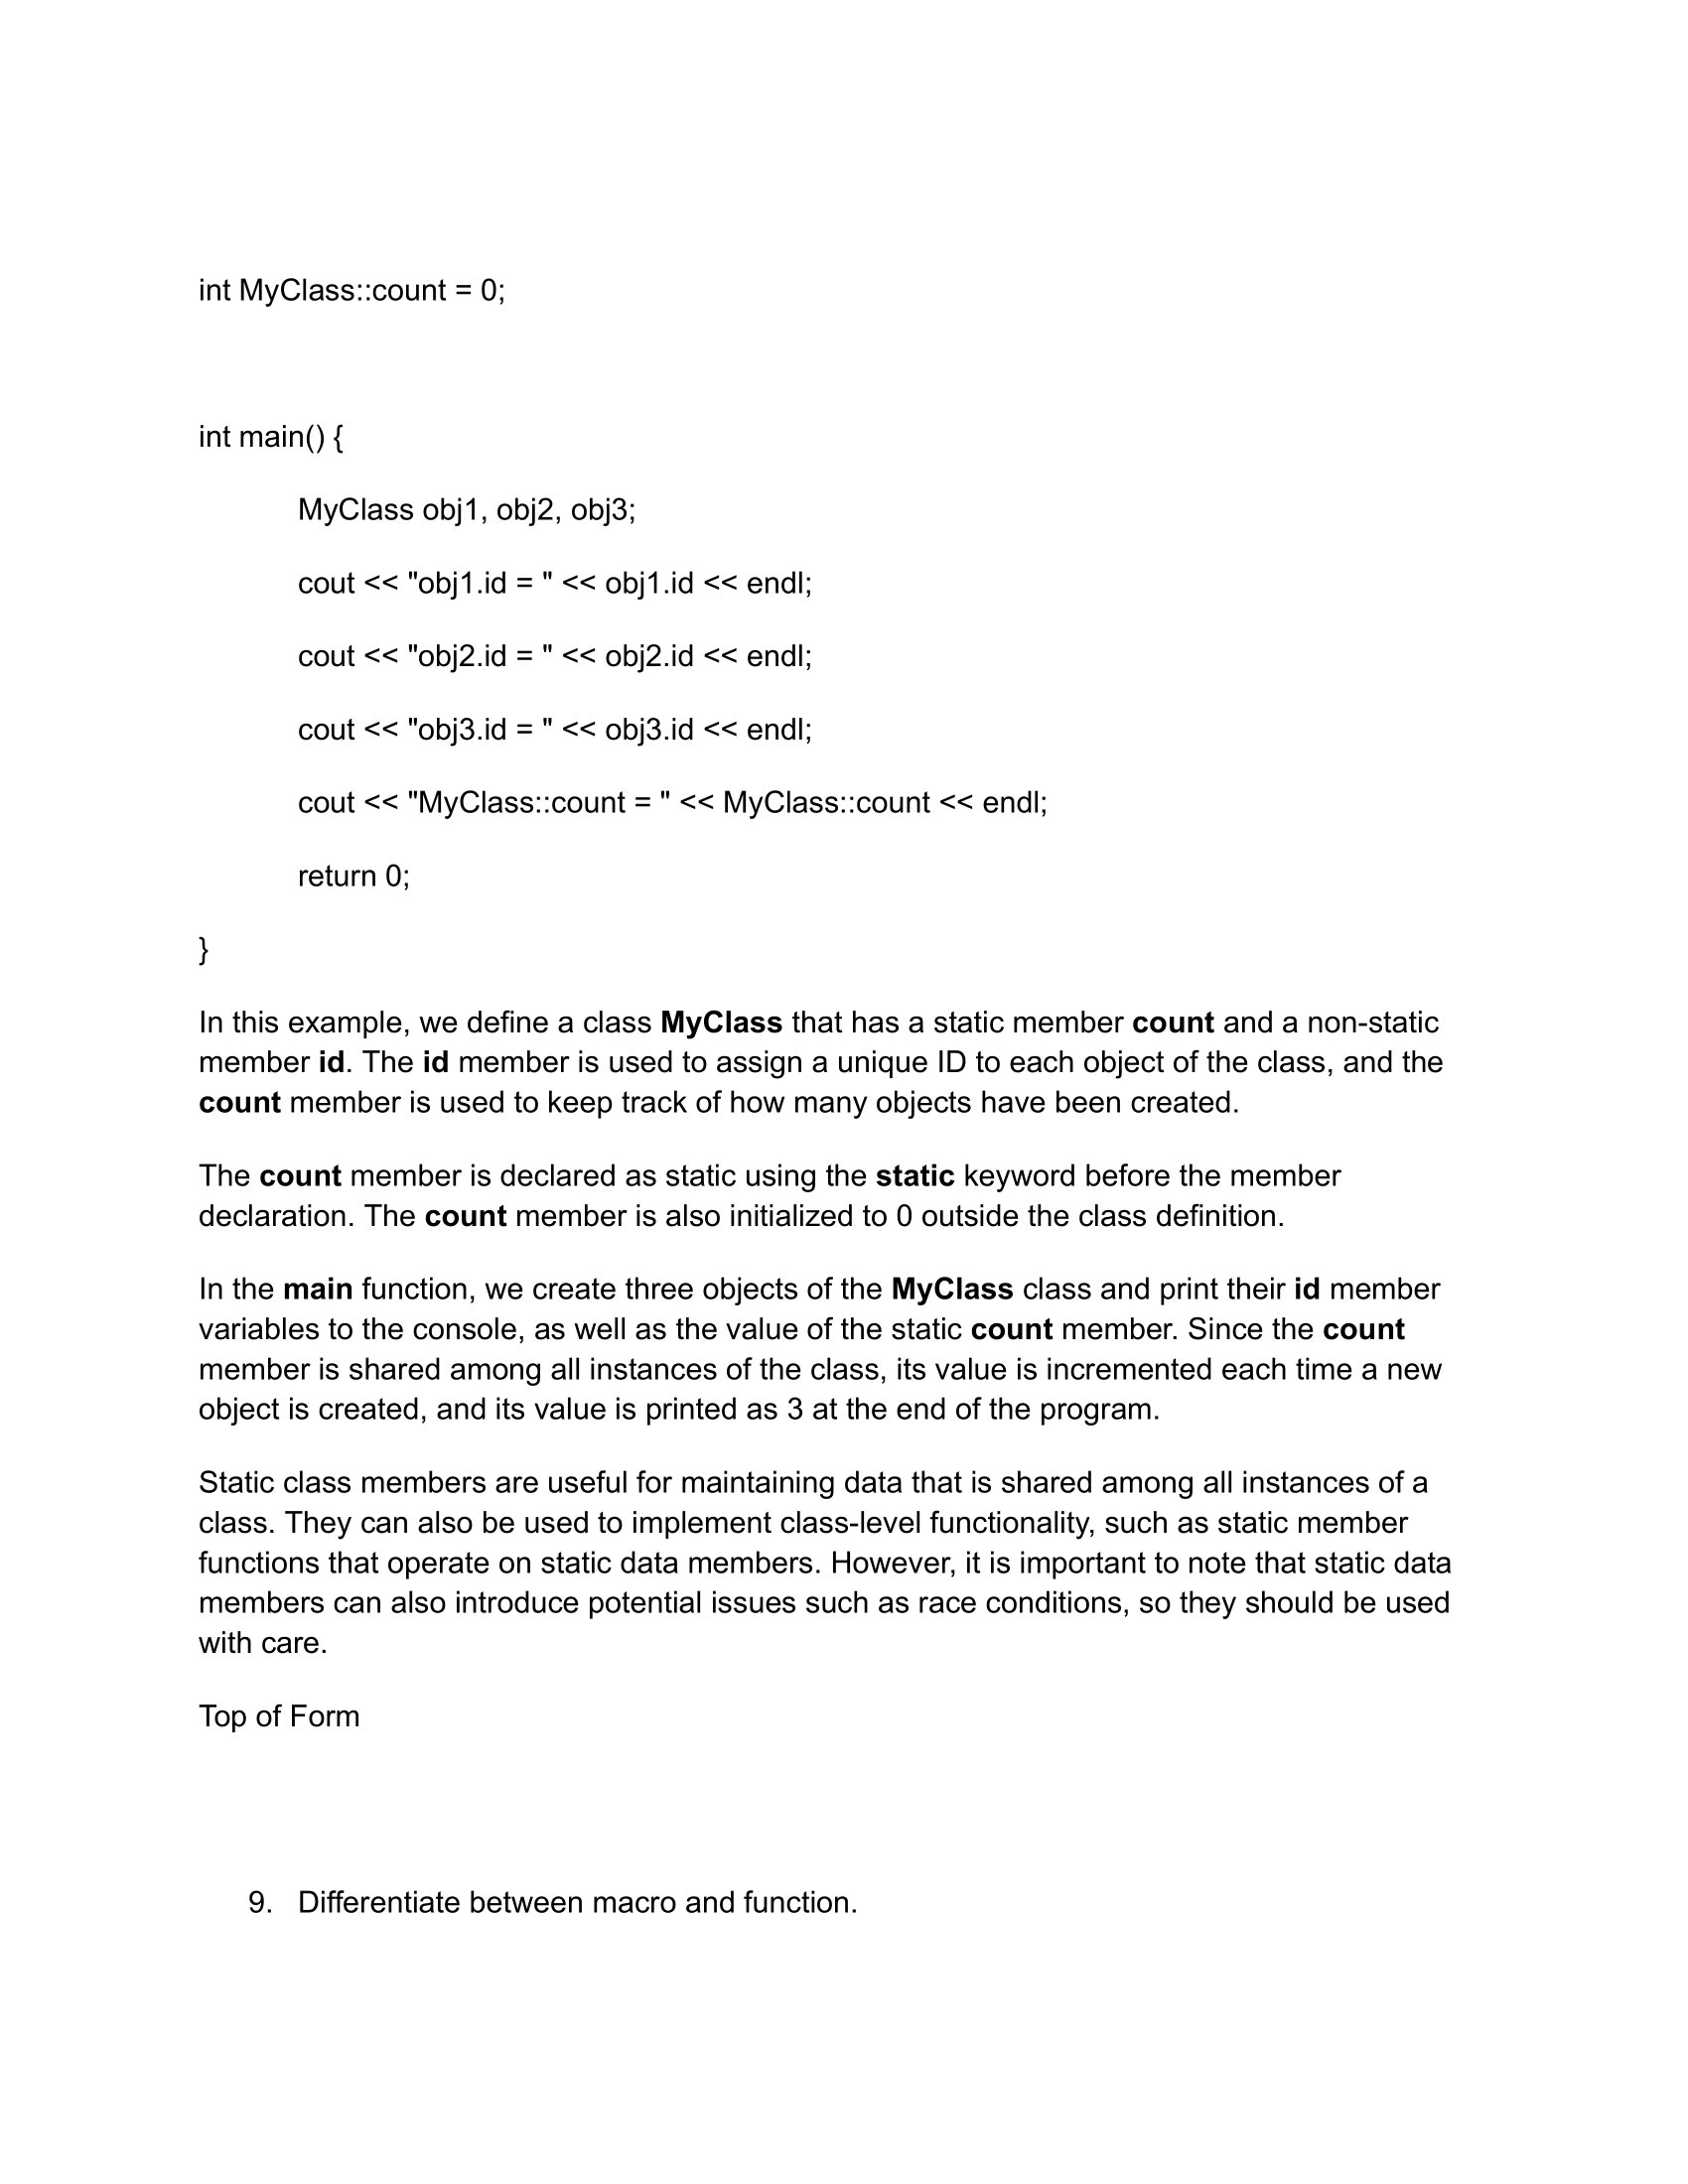 int MyClass::count = 0;
int main() {
MyClass obj1, obj2, obj3;
cout << "obj1.id = " << obj1.id << endl;
cout << "obj2.id = " << obj2.id << endl;
cout << "obj3.id = " << obj3.id << endl;
cout << "MyClass::count = " << MyClass::count << endl;
return 0;
}
In this example, we define a class MyClass that has a static member count and a non-static
member id. The id member is used to assign a unique ID to each object of the class, and the
count member is used to keep track of how many objects have been created.
The count member is declared as static using the static keyword before the member
declaration. The count member is also initialized to 0 outside the class definition.
In the main function, we create three objects of the MyClass class and print their id member
variables to the console, as well as the value of the static count member. Since the count
member is shared among all instances of the class, its value is incremented each time a new
object is created, and its value is printed as 3 at the end of the program.
Static class members are useful for maintaining data that is shared among all instances of a
class. They can also be used to implement class-level functionality, such as static member
functions that operate on static data members. However, it is important to note that static data
members can also introduce potential issues such as race conditions, so they should be used
with care.
Top of Form
9. Differentiate between macro and function.